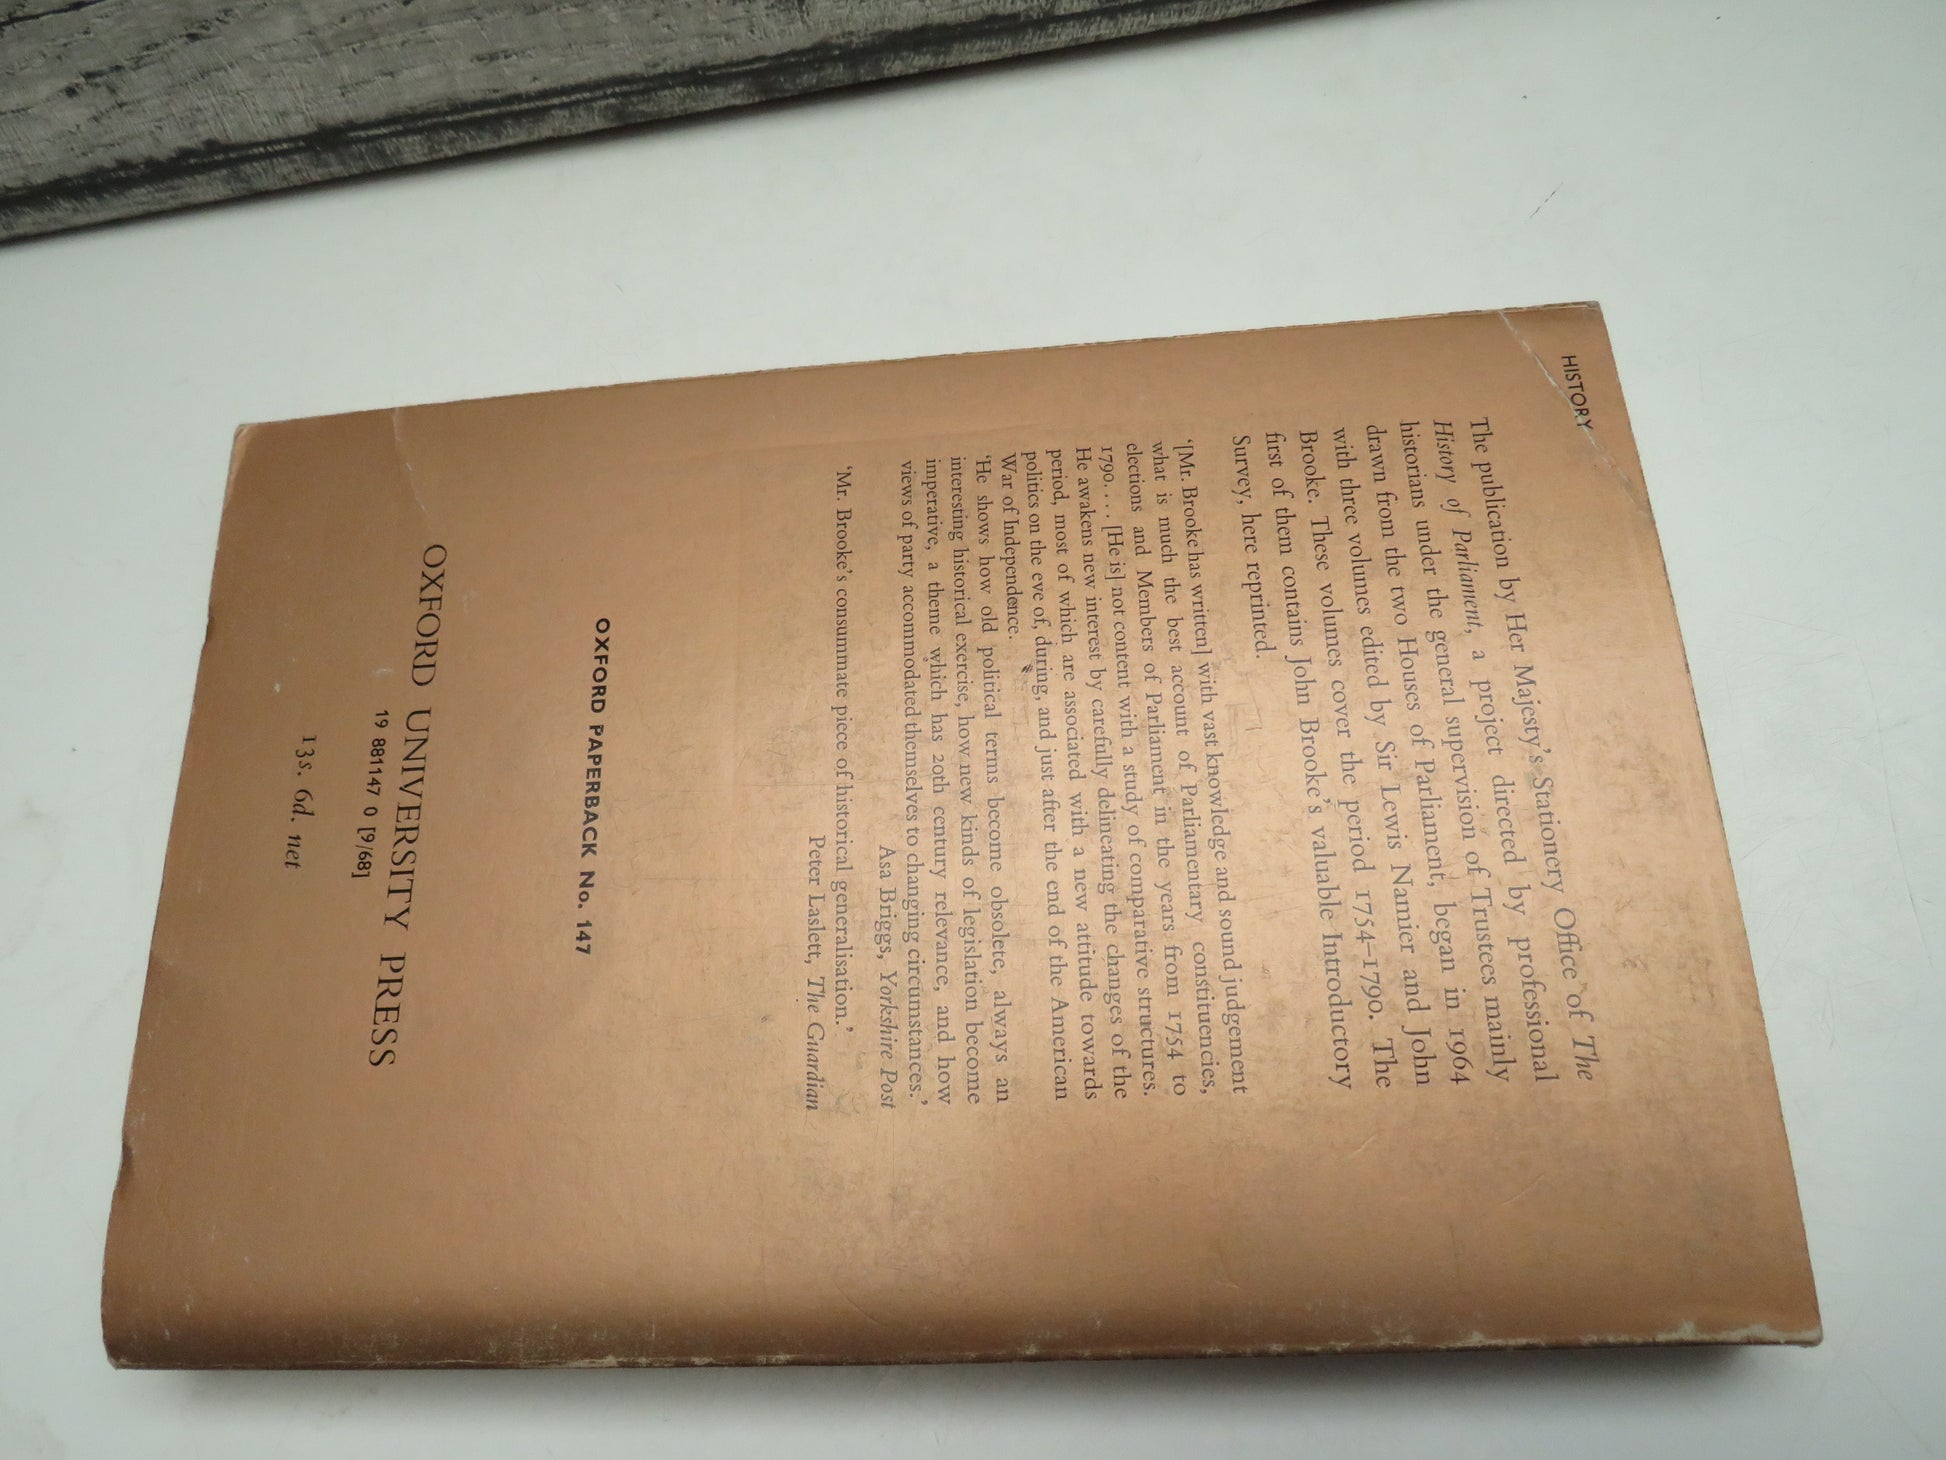 HISTORY
The publication by Her Majesty's Stationery Office of The
History of Parliament, a project directed by professional
historians under the general supervision of Trustees mainly
drawn from the two Houses of Parliament, began in 1964
with three volumes edited by Sir Lewis Namier and John
Brooke. These volumes cover the period 1754–1790. The
first of them contains John Brooke's valuable Introductory
Survey, here reprinted.
'[Mr. Brooke has written] with vast knowledge and sound judgement
what is much the best account of Parliamentary constituencies,
elections and Members of Parliament in the years from 1754 to
1790. . . . [He is] not content with a study of comparative structures.
He awakens new interest by carefully delineating the changes of the
period, most of which are associated with a new attitude towards
politics on the eve of, during, and just after the end of the American
War of Independence.
'He shows how old political terms become obsolete, always an
interesting historical exercise, how new kinds of legislation become
imperative, a theme which has 20th century relevance, and how
views of party accommodated themselves to changing circumstances.'
Asa Briggs, Yorkshire Post
'Mr. Brooke's consummate piece of historical generalisation.'
Peter Laslett, The Guardian
OXFORD PAPERBACK No. 147
OXFORD UNIVERSITY PRESS
19 881147 0 [9/68]
13s. 6d. net